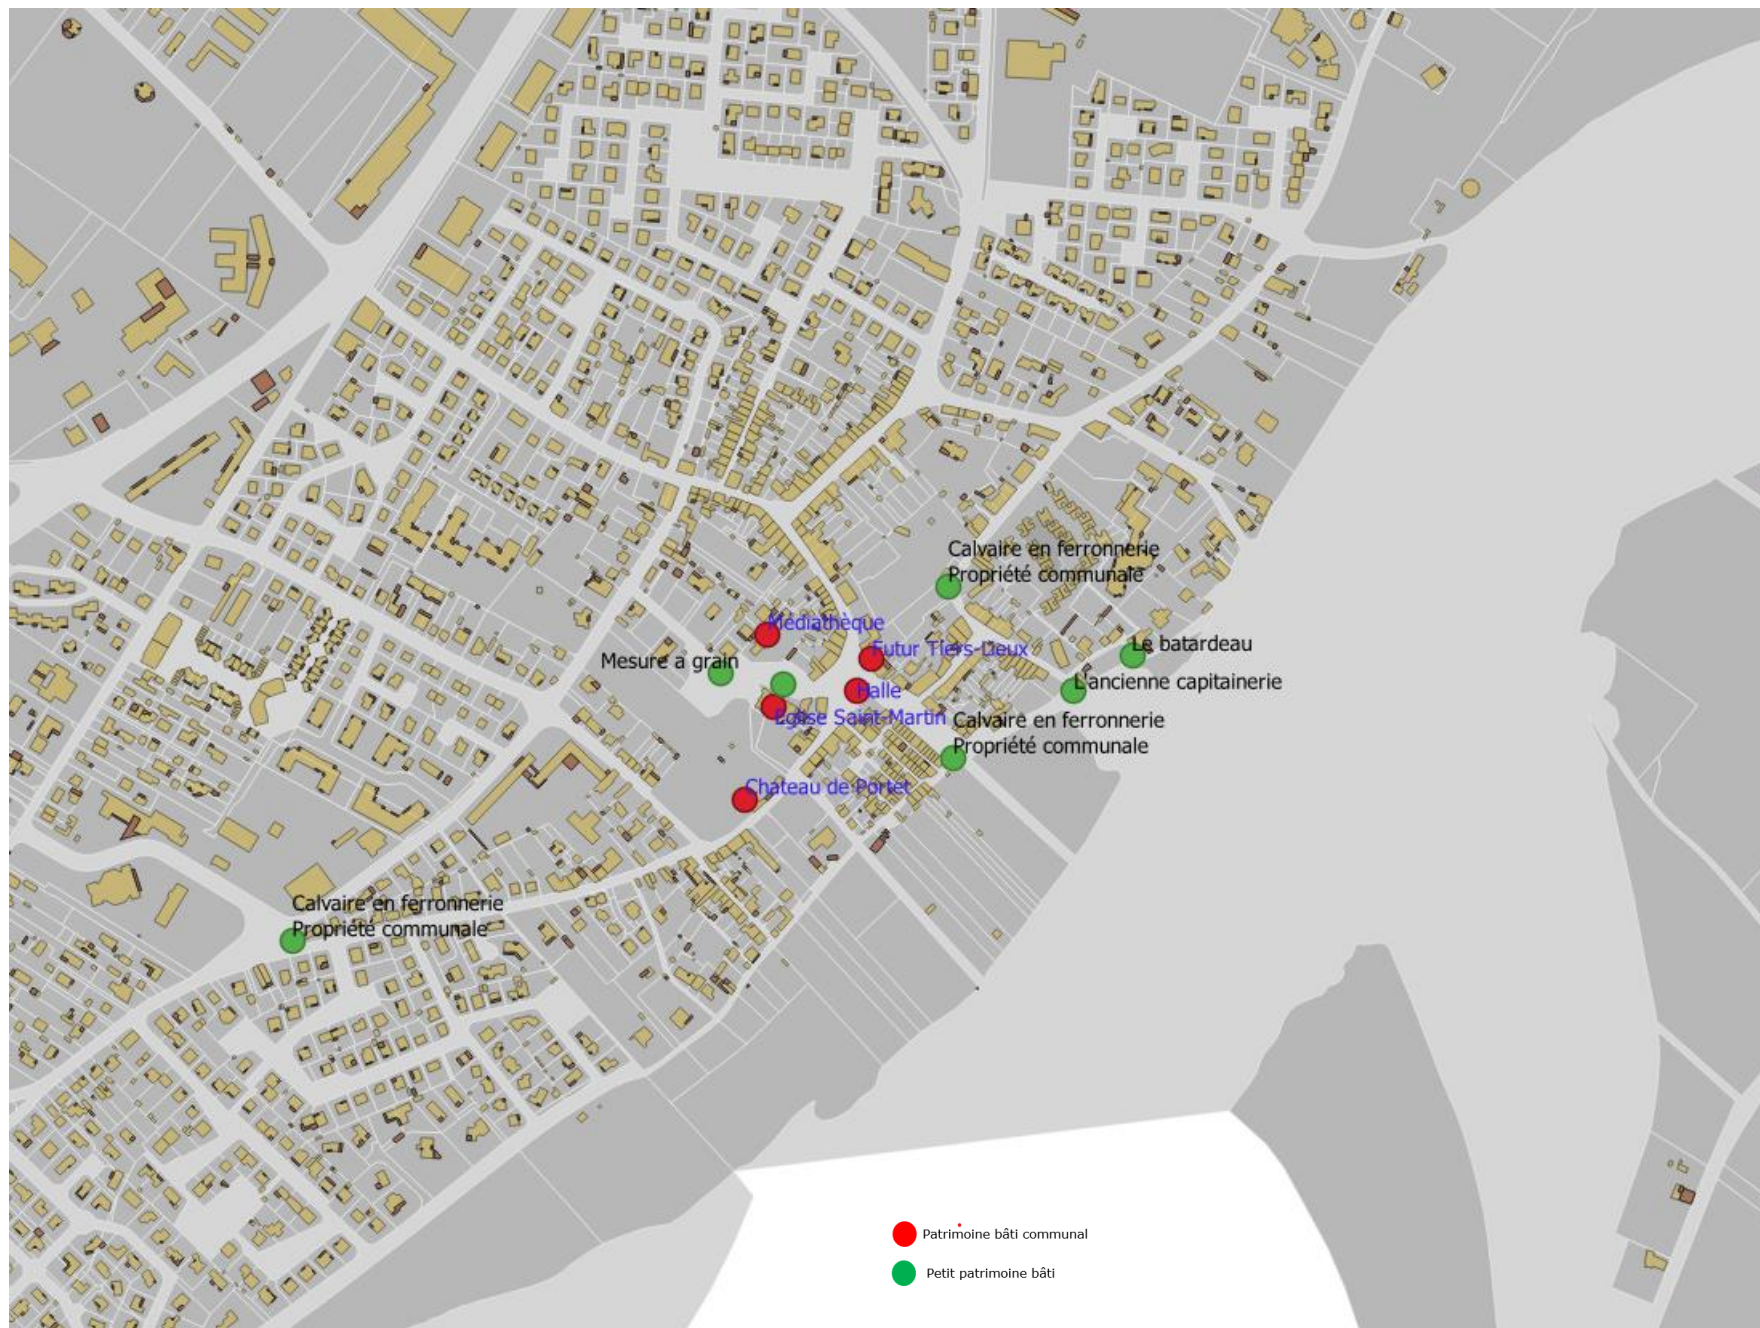 Calvaire en ferronnerie
Propriété communale
Médiathèque
Le batardeau
Futur Tiers-Lieux
Mesure a grain
L'ancienne capitainerie
Halle
Eglise Saint-Martin
Calvaire en ferronnerie
Propriété communale
Chateau de Portet
Calvaire en ferronnerie
Propriété communale
Patrimoine bâti communal
Petit patrimoine bâti